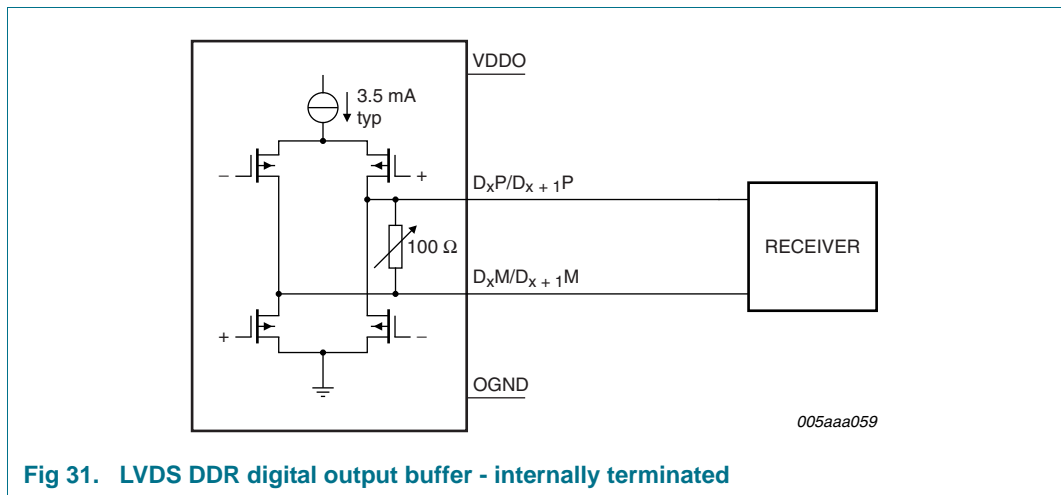 VDDO
3.5 mA
typ
− +
DxP/Dx + 1P
100 Ω
RECEIVER
DxM/Dx + 1M
+ −
OGND
005aaa059
Fig 31. LVDS DDR digital output buffer - internally terminated